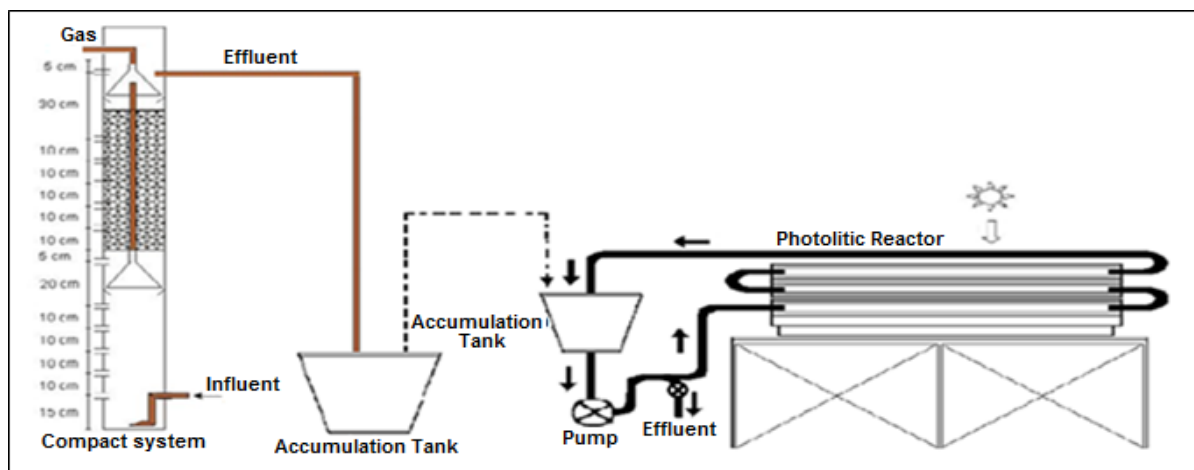 Gas
Effluent
5 cm
30 cm
10 cm
10 cm
10 cm
10 cm
10 cm
5 cm
20 cm
10 cm
10 cm
10 cm
10 cm
15 cm
Influent
Compact system
Accumulation Tank
Accumulation
Tank
Pump
Effluent
Photolitic Reactor